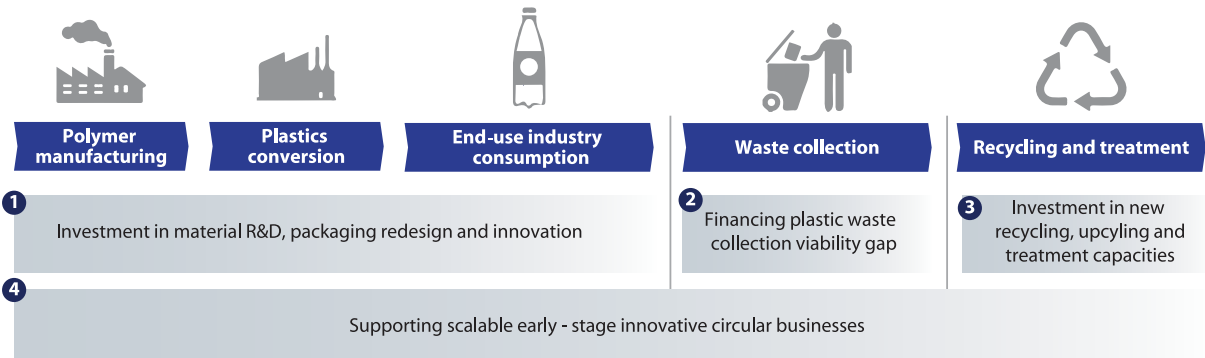 Polymer
manufacturing
Plastics
conversion
End-use industry
consumption
Waste collection
Recycling and treatment
1
Investment in material R&D, packaging redesign and innovation
2
Financing plastic waste
collection viability gap
3
Investment in new
recycling, upcyling and
treatment capacities
4
Supporting scalable early - stage innovative circular businesses